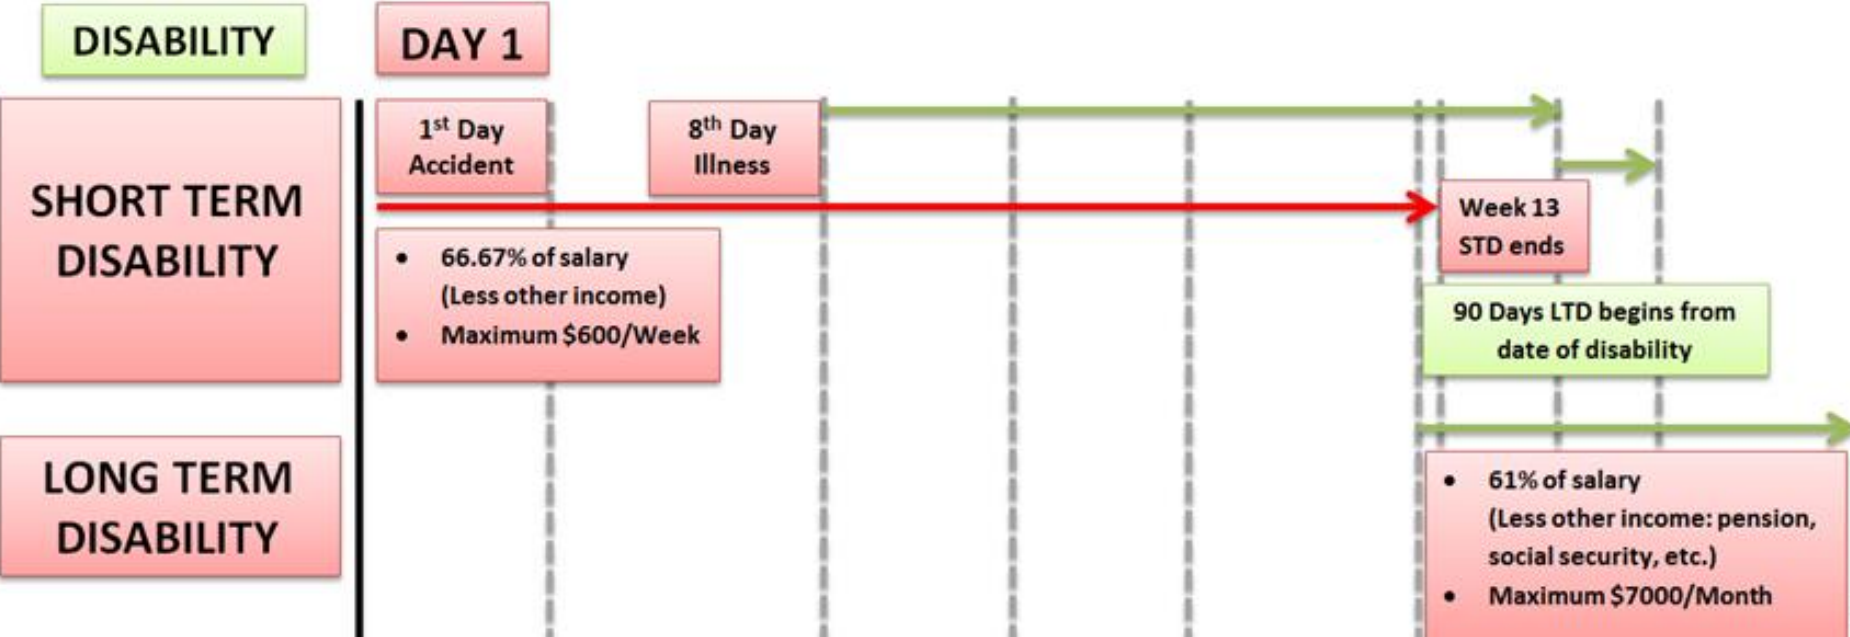 DISABILITY
DAY 1
SHORT TERM
DISABILITY
1st Day
Accident
8th Day
Illness
Week 13
STD ends
• 66.67% of salary
(Less other income)
• Maximum $600/Week
90 Days LTD begins from
date of disability
LONG TERM
DISABILITY
• 61% of salary
(Less other income: pension,
social security, etc.)
• Maximum $7000/Month